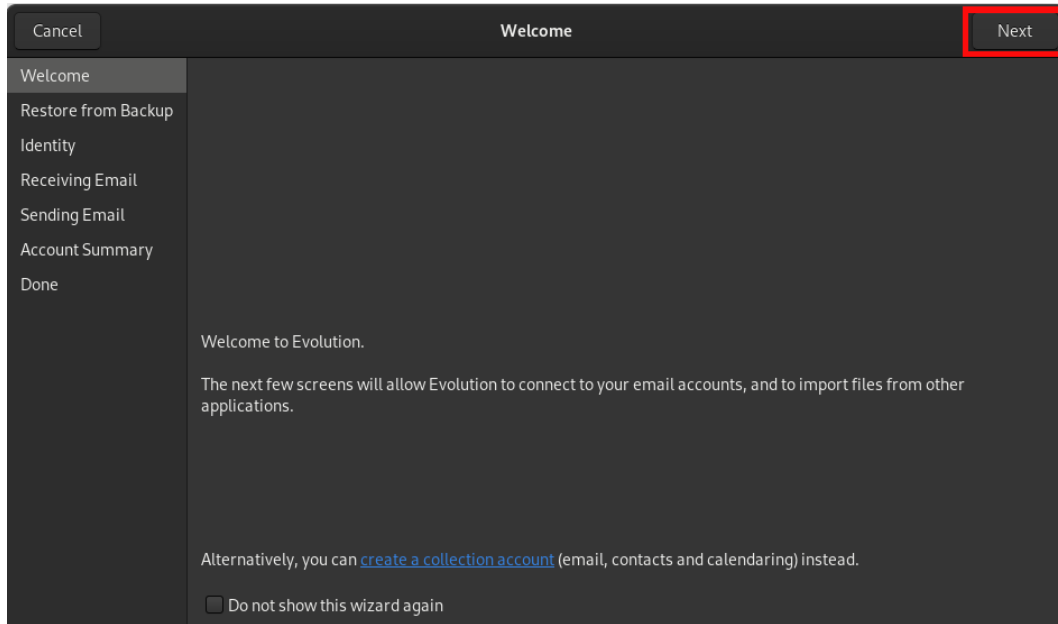 Cancel
Welcome
Next
Welcome
Restore from Backup
Identity
Receiving Email
Sending Email
Account Summary
Done
Welcome to Evolution.
The next few screens will allow Evolution to connect to your email accounts, and to import files from other
applications.
Alternatively, you can create a collection account (email, contacts and calendaring) instead.
Do not show this wizard again